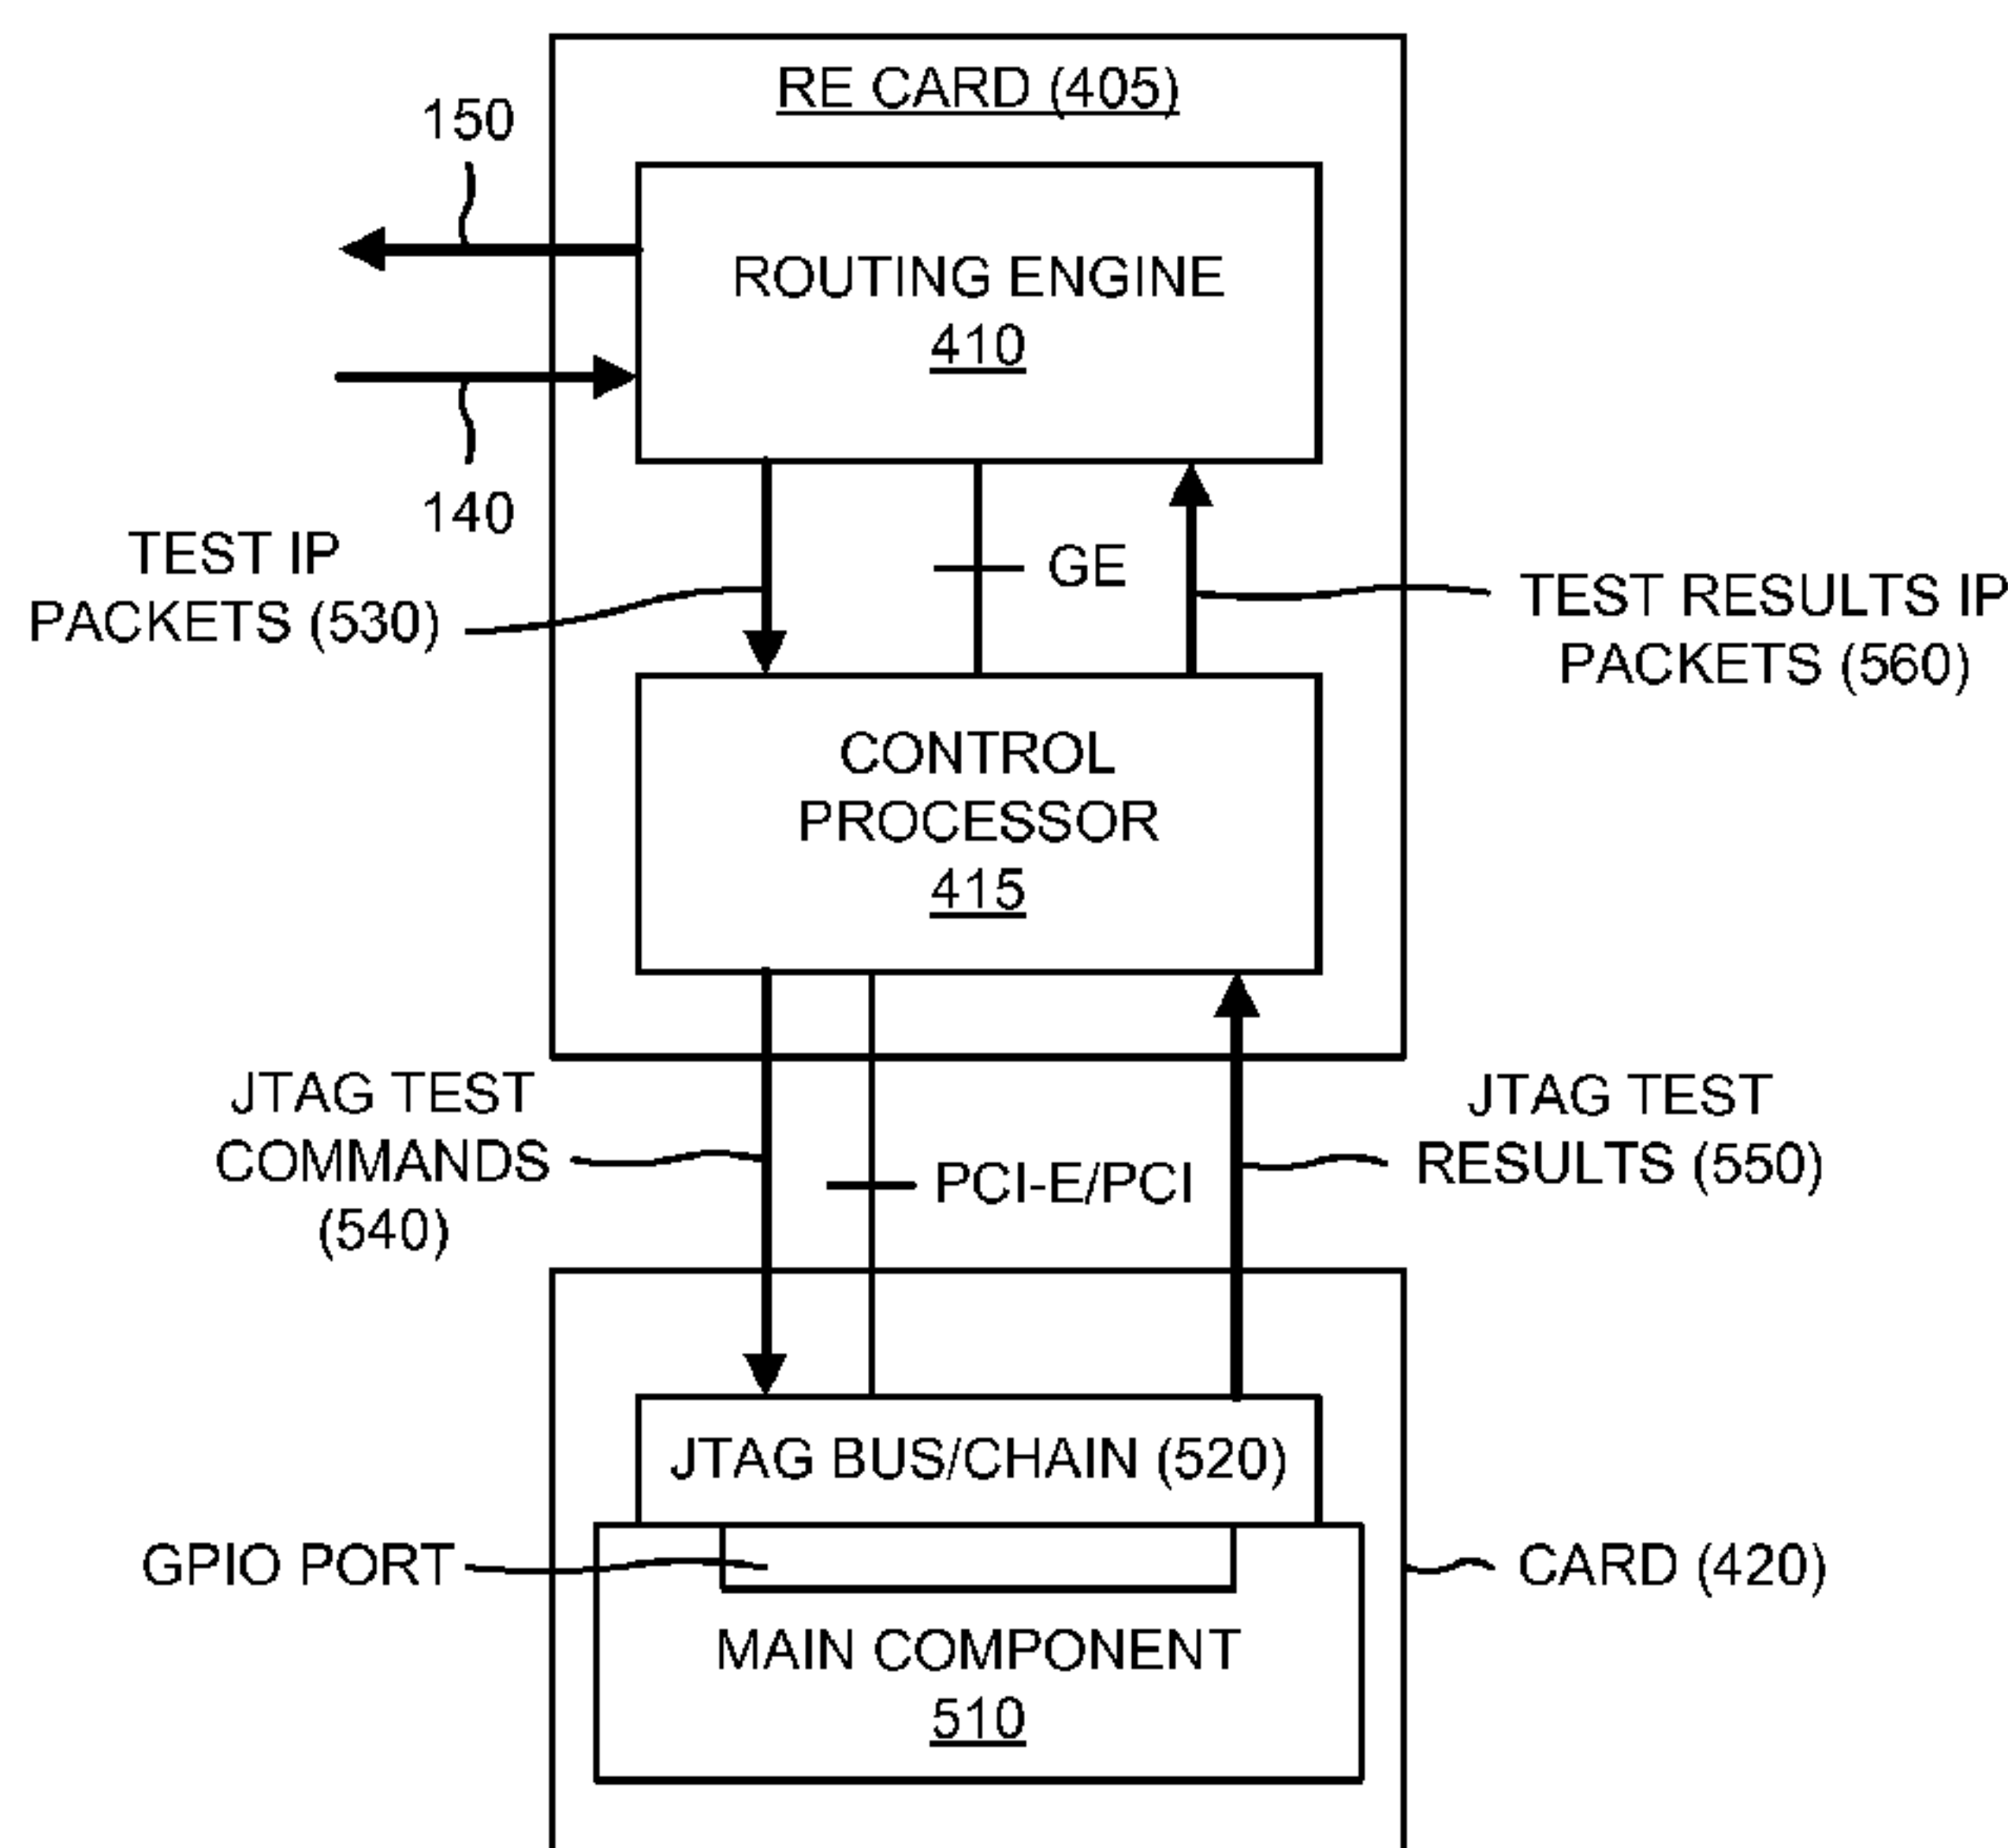 RE CARD (405)
150
ROUTING ENGINE
410
140
TEST IP
PACKETS (530)
GE
TEST RESULTS IP
PACKETS (560)
CONTROL
PROCESSOR
415
JTAG TEST
COMMANDS
(540)
PCI-E/PCI
JTAG TEST
RESULTS (550)
JTAG BUS/CHAIN (520)
GPIO PORT
CARD (420)
MAIN COMPONENT
510